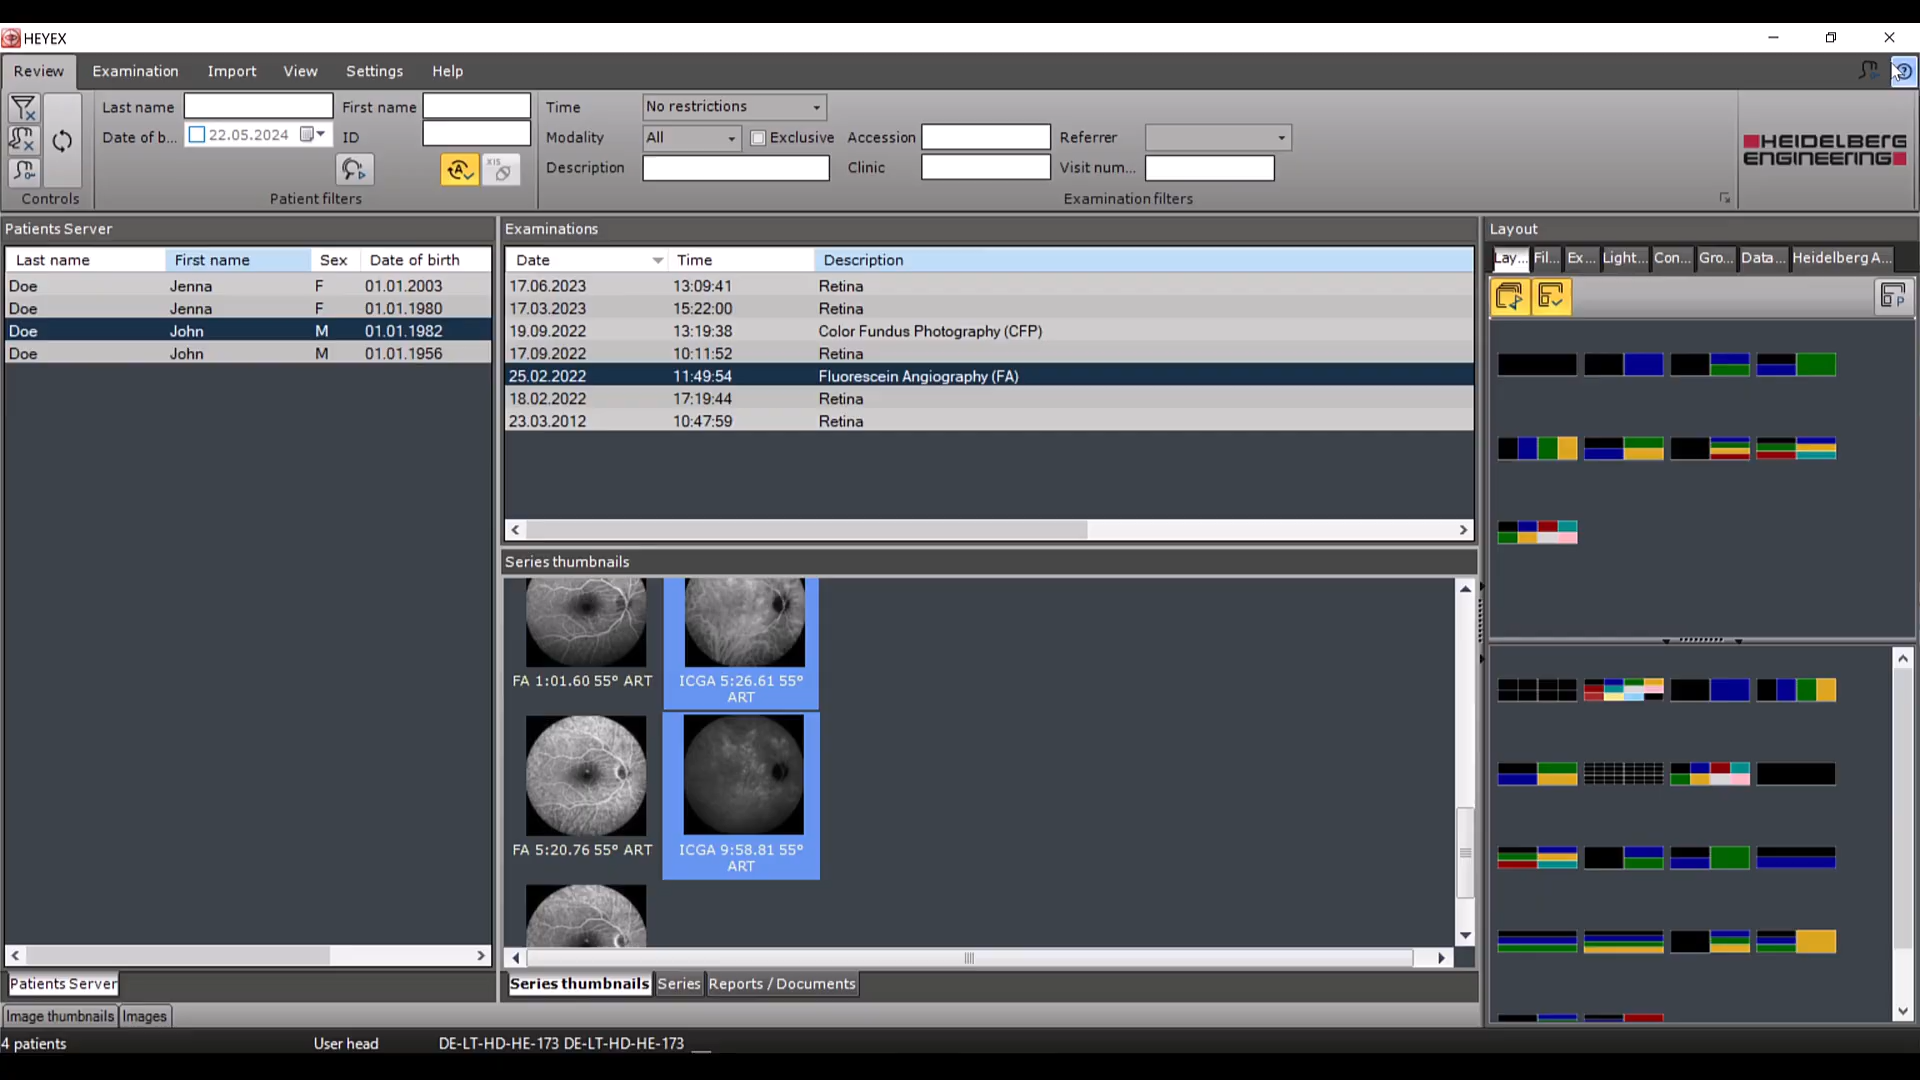 HEYEX
Review Examination Import View Settings Help
Last name First name Time No restrictions
Date of b... 22.05.2024 ID Modality All Exclusive Accession Referrer
XIS
Description Clinic Visit num...
Controls Patient filters Examination filters
HEIDELBERG
ENGINEERING
Patients Server Examinations Layout
Last name First name Sex Date of birth
Doe Jenna F 01.01.2003
Doe Jenna F 01.01.1980
Doe John M 01.01.1982
Doe John M 01.01.1956
Date Time Description
17.06.2023 13:09:41 Retina
17.03.2023 15:22:00 Retina
19.09.2022 13:19:38 Color Fundus Photography (CFP)
17.09.2022 10:11:52 Retina
25.02.2022 11:49:54 Fluorescein Angiography (FA)
18.02.2022 17:19:44 Retina
23.03.2012 10:47:59 Retina
Lay... Fil... Ex... Light... Con... Gro... Data... Heidelberg A...
Series thumbnails
FA 1:01.60 55° ART
ICGA 5:26.61 55°
ART
FA 5:20.76 55° ART
ICGA 9:58.81 55°
ART
Patients Server
Series thumbnails Series Reports / Documents
Image thumbnails Images
4 patients User head DE-LT-HD-HE-173 DE-LT-HD-HE-173